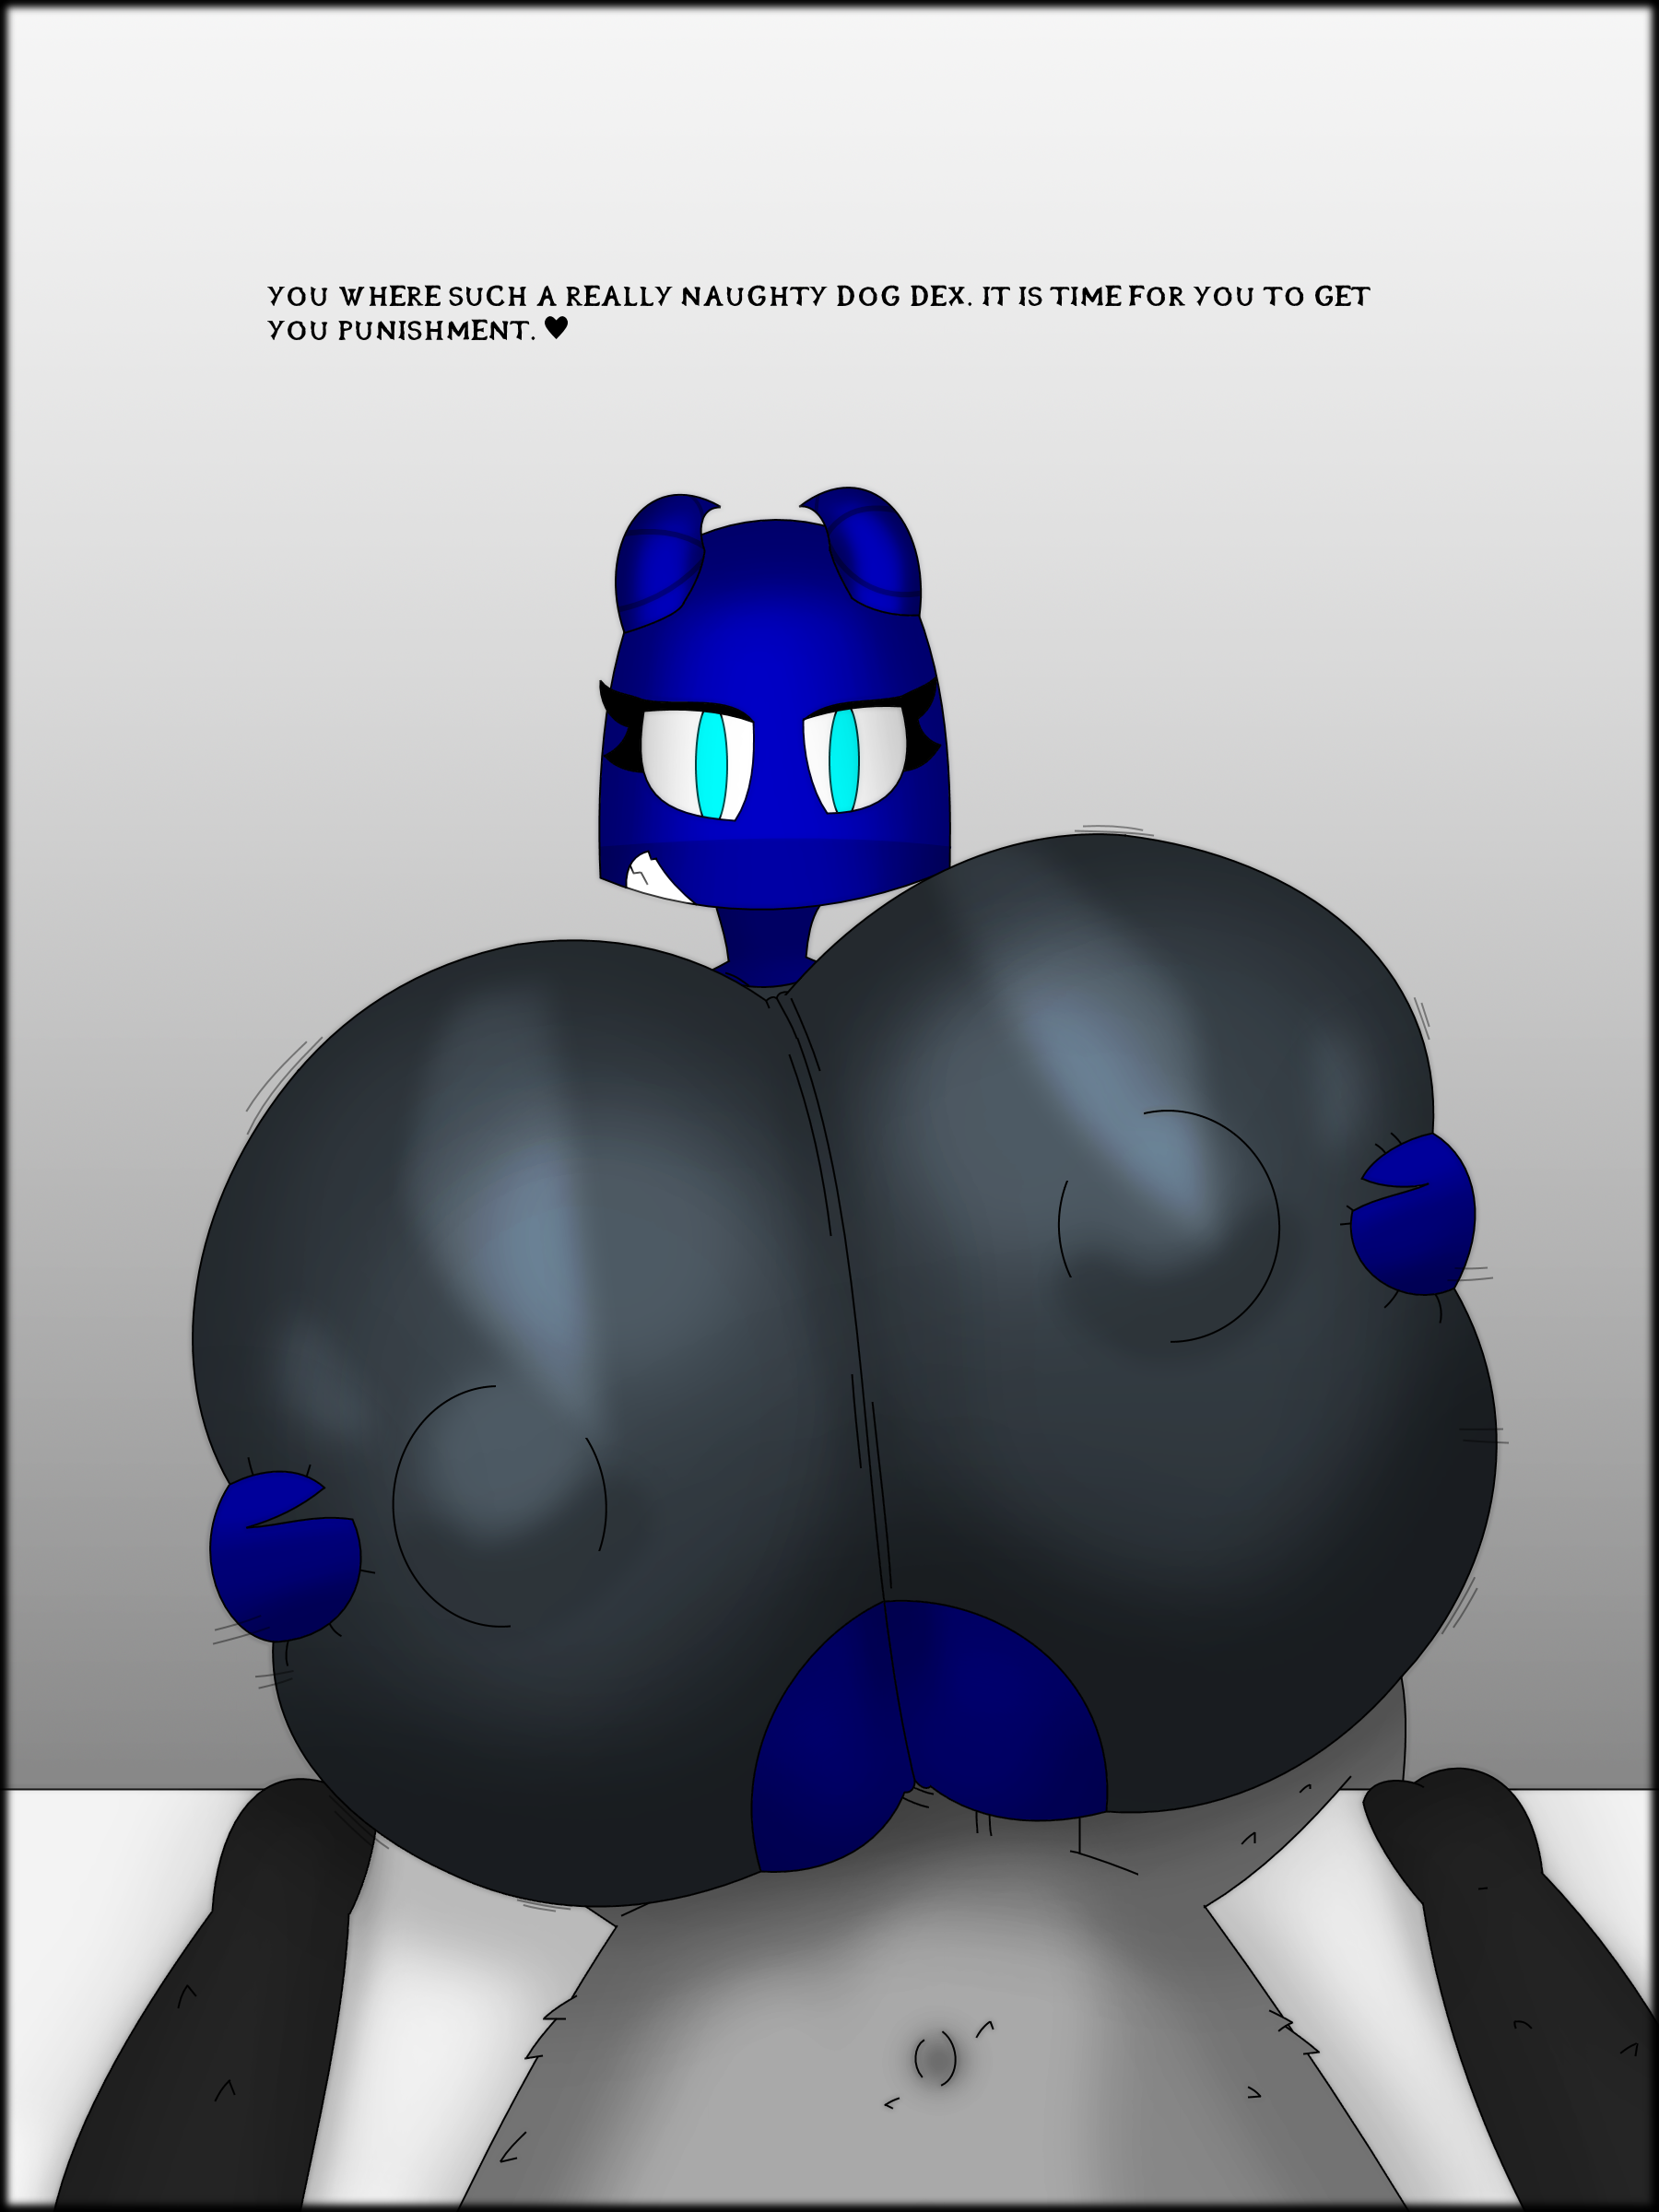 YOU WHERE SUCH A REALLY NAUGHTY DOG DEX. IT IS TIME FOR YOU TO GET
YOU PUNISHMENT. ♥